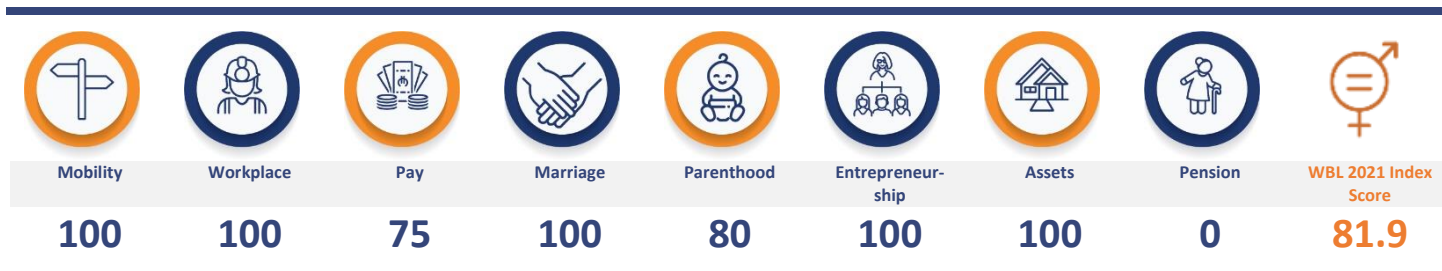 Mobility
Workplace
Pay
Marriage
Parenthood
Entrepreneur-
ship
Assets
Pension
WBL 2021 Index
Score
100
100
75
100
80
100
100
0
81.9